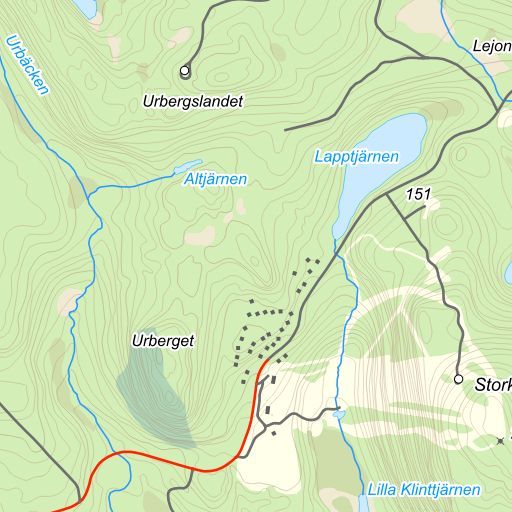 Urbäcken
Lejon
Urbergslandet
Lapptjärnen
Altjärnen
151
Urberget
Stork
Lilla Klinttjärnen